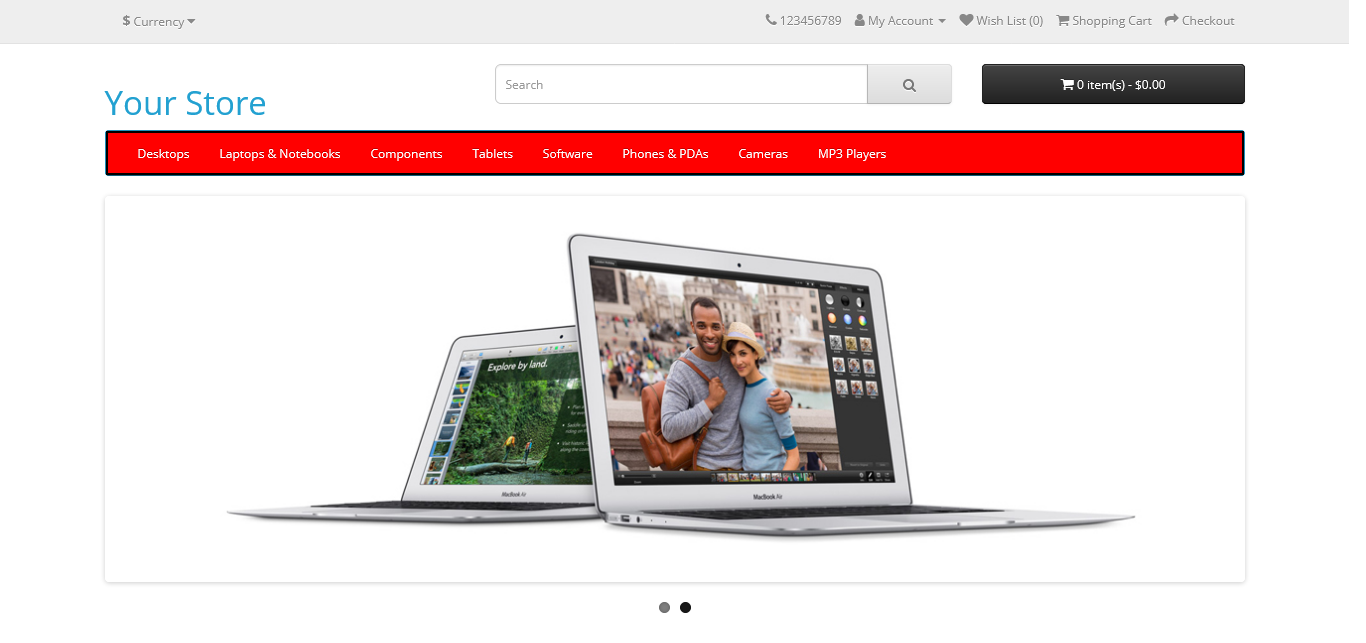 $ Currency
123456789 My Account Wish List (0) Shopping Cart Checkout
Your Store
Search
0 item(s) - $0.00
Desktops Laptops & Notebooks Components Tablets Software Phones & PDAs Cameras MP3 Players
Explore by land.
MacBook Air
MacBook Air